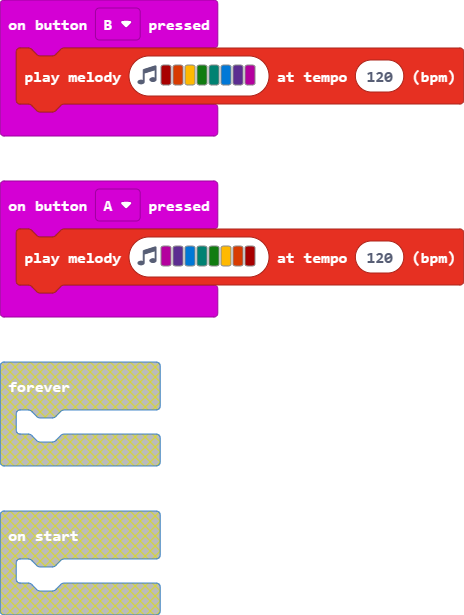 on button B pressed
play melody at tempo 120 (bpm)
on button A pressed
play melody at tempo 120 (bpm)
forever
on start